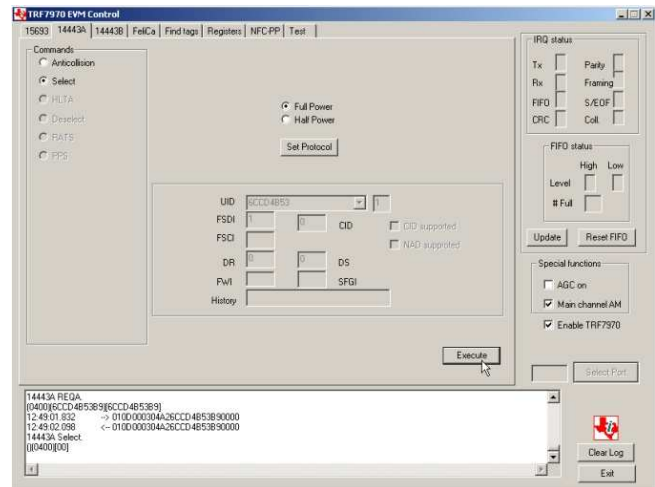 TRF7970 EVM Control
15693 14443A 14443B FeliCa Find tags Registers NFC-PP Test
Commands
Anticollision
Select
HLTA
Deselect
RATS
PPS
Full Power
Half Power
Set Protocol
UID 6CCD4B53 1
FSDI 1 0 CID CID supported
FSCI NAD supproted
DR 0 0 DS
FWI SFGI
History
Execute
IRQ status
Tx Parity
Rx Framing
FIFO S/EOF
CRC Coll.
FIFO status
High Low
Level
# Full
Update Reset FIFO
Special functions
AGC on
Main channel AM
Enable TRF7970
Select Port
14443A REQA.
[0400][6CCD4B53B9][6CCD4B53B9]
12:49:01.832 --> 010D000304A26CCD4B53B90000
12:49:02.098 <-- 010D000304A26CCD4B53B90000
14443A Select.
()[0400][00]
Clear Log
Exit